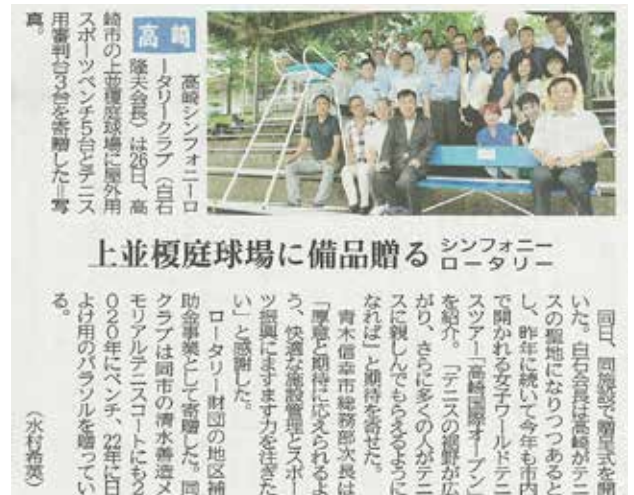 高崎
高崎シンフォニーロ
ータリークラブ（白石
隆夫会長）は26日、高
崎市の上並榎庭球場に屋外用
スポーツベンチ5台とテニス
用審判台3台を寄贈した＝写
真。
上並榎庭球場に備品贈る
シンフォニー
ロータリー
同日、同施設で贈呈式を開
いた。白石会長は高崎がテニ
スの聖地になりつつあると
し、昨年に続いて今年も市内
で開かれる女子ワールドテニ
スツアー「高崎国際オープン」
を紹介。「テニスの裾野が広
がり、さらに多くの人がテニ
スに親しんでもらえるように
なれば」と期待を寄せた。
青木信幸市総務部次長は
「厚意と期待に応えられるよ
う、快適な施設管理とスポー
ツ振興にますます力を注ぎた
い」と感謝した。
ロータリー財団の地区補
助金事業として寄贈した。同
クラブは同市の清水善造メ
モリアルテニスコートにも2
020年にベンチ、22年に日
よけ用のパラソルを贈ってい
る。
（水村希英）